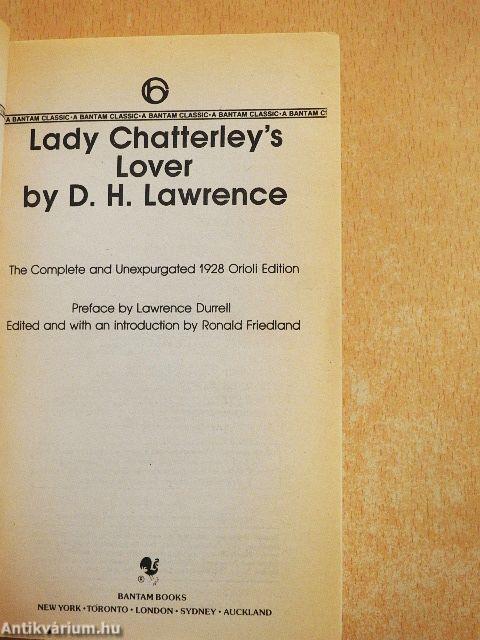 A BANTAM CLASSIC • A BANTAM CLASSIC • A BANTAM CLASSIC • A BANTAM CLASSIC • A BANTAM C
Lady Chatterley's
Lover
by D. H. Lawrence
The Complete and Unexpurgated 1928 Orioli Edition
Preface by Lawrence Durrell
Edited and with an introduction by Ronald Friedland
BANTAM BOOKS
NEW YORK • TORONTO • LONDON • SYDNEY • AUCKLAND
Antikvárium.hu